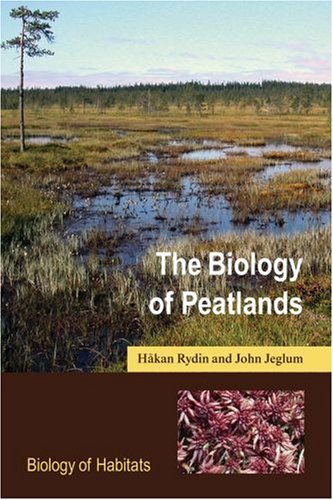 The Biology
of Peatlands
Håkan Rydin and John Jeglum
Biology of Habitats